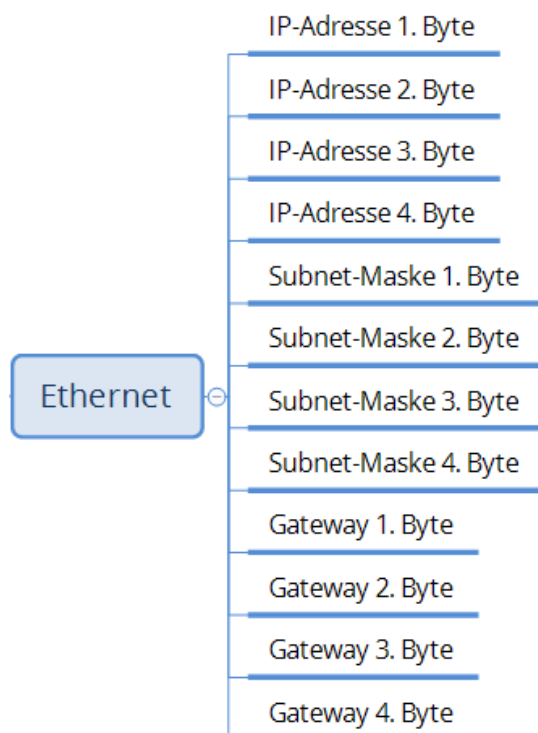 IP-Adresse 1. Byte
IP-Adresse 2. Byte
IP-Adresse 3. Byte
IP-Adresse 4. Byte
Subnet-Maske 1. Byte
Subnet-Maske 2. Byte
Ethernet
Subnet-Maske 3. Byte
Subnet-Maske 4. Byte
Gateway 1. Byte
Gateway 2. Byte
Gateway 3. Byte
Gateway 4. Byte